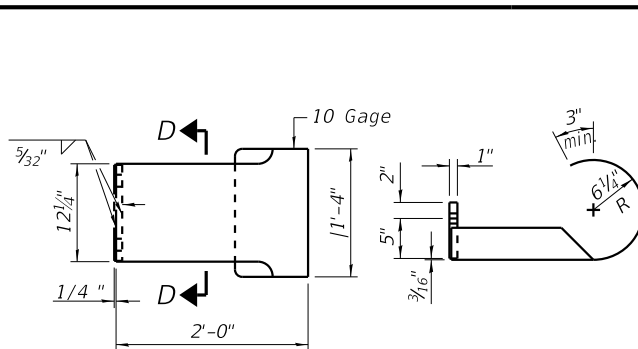 D
10 Gage
5/32"
12 1/4"
1'-4"
D
1/4 "
2'-0"
3"
min.
1"
2"
6 1/4"
R
5"
3/16"